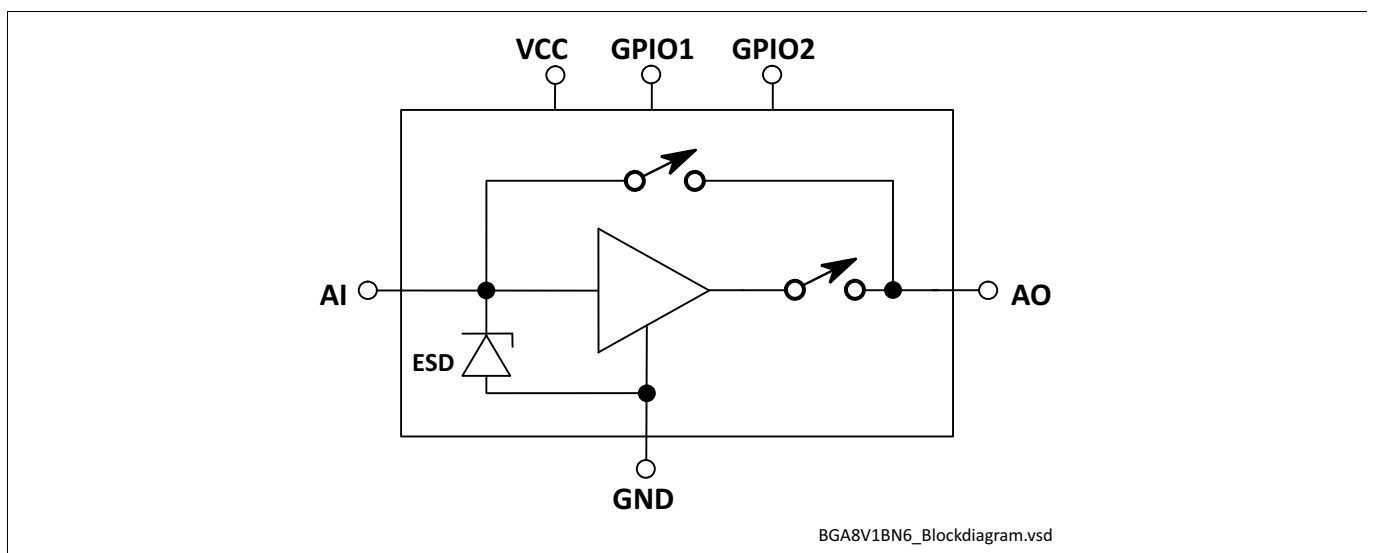 VCC GPIO1 GPIO2
AI AO
ESD
GND
BGA8V1BN6_Blockdiagram.vsd